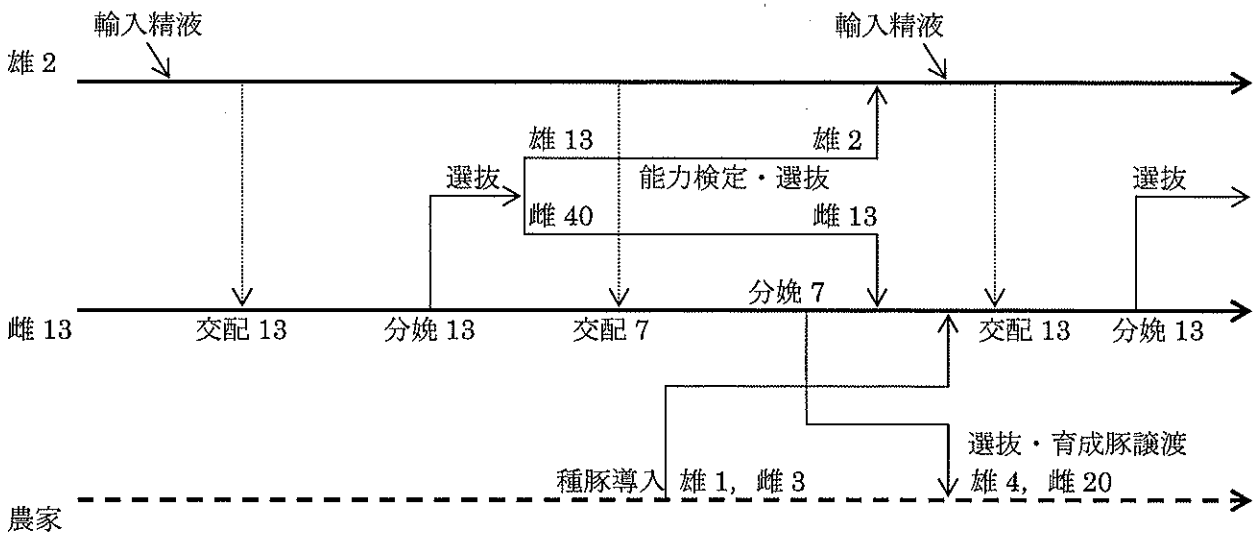 輸入精液 輸入精液
雄 2
雄 13 雄 2
選抜 能力検定・選抜 選抜
雌 40 雌 13
分娩 7
雌 13 交配 13 分娩 13 交配 7 交配 13 分娩 13
選抜・育成豚譲渡
種豚導入 雄 1, 雌 3 雄 4, 雌 20
農家